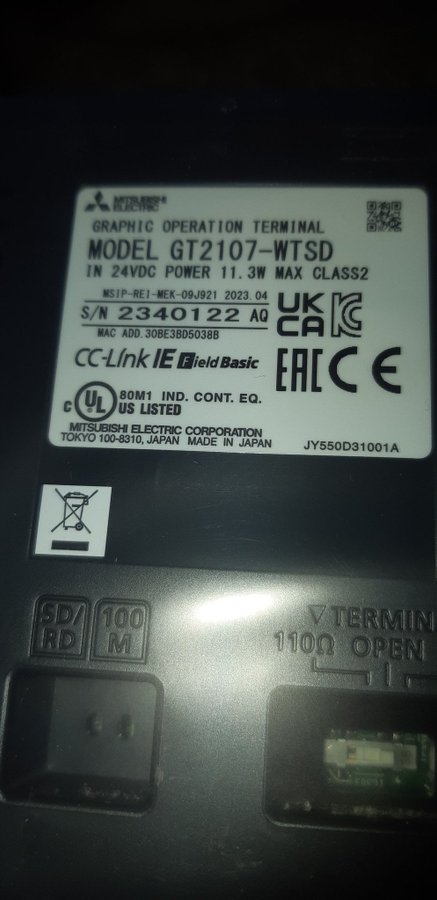 MITSUBISHI
ELECTRIC
GRAPHIC OPERATION TERMINAL
MODEL GT2107-WTSD
IN 24VDC POWER 11.3W MAX CLASS2
MSIP-REI-MEK-09J921 2023.04
S/N 2340122 AQ
MAC ADD. 30BE3BD5038B
UK
CA
CC-Link IE Field Basic
EAC CE
c UL 80M1 IND. CONT. EQ.
US LISTED
MITSUBISHI ELECTRIC CORPORATION
TOKYO 100-8310, JAPAN MADE IN JAPAN
JY550D31001A
SD/
RD
100
M
▽TERMIN
110Ω OPEN